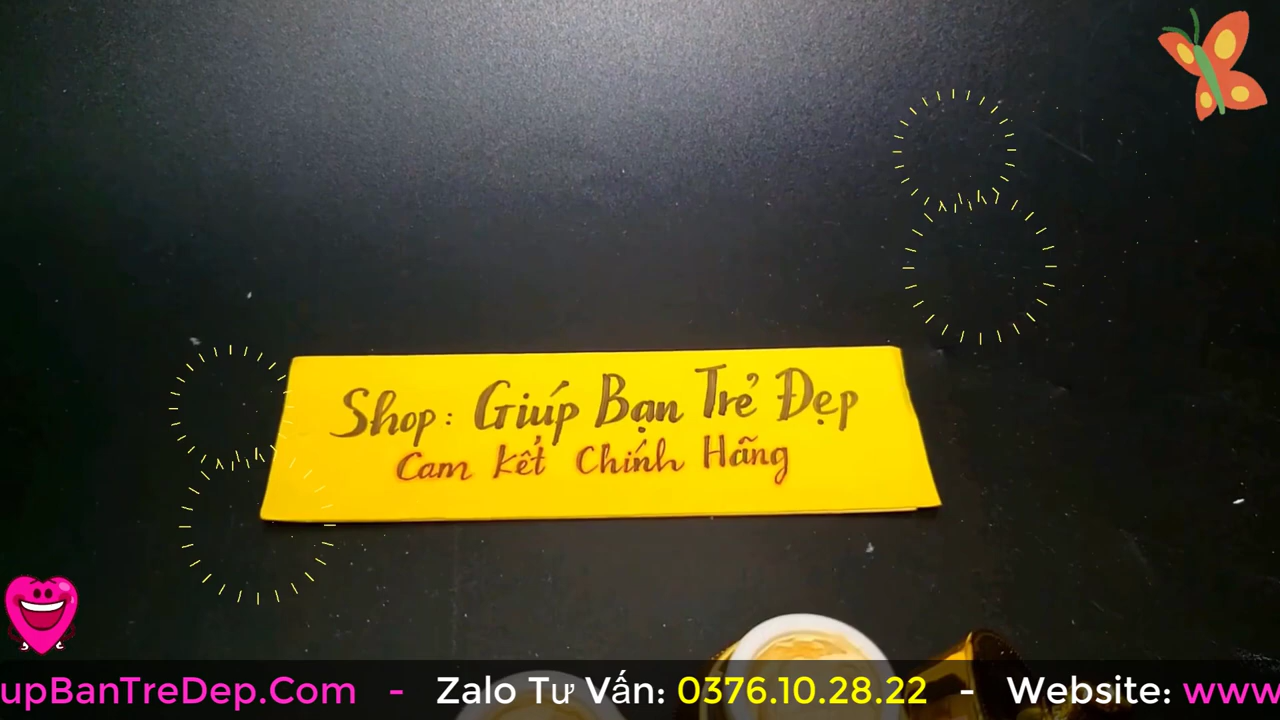 Shop: Giúp Bạn Trẻ Đẹp
Cam kết Chính Hãng
upBanTreDep.Com - Zalo Tư Vấn: 0376.10.28.22 - Website: www